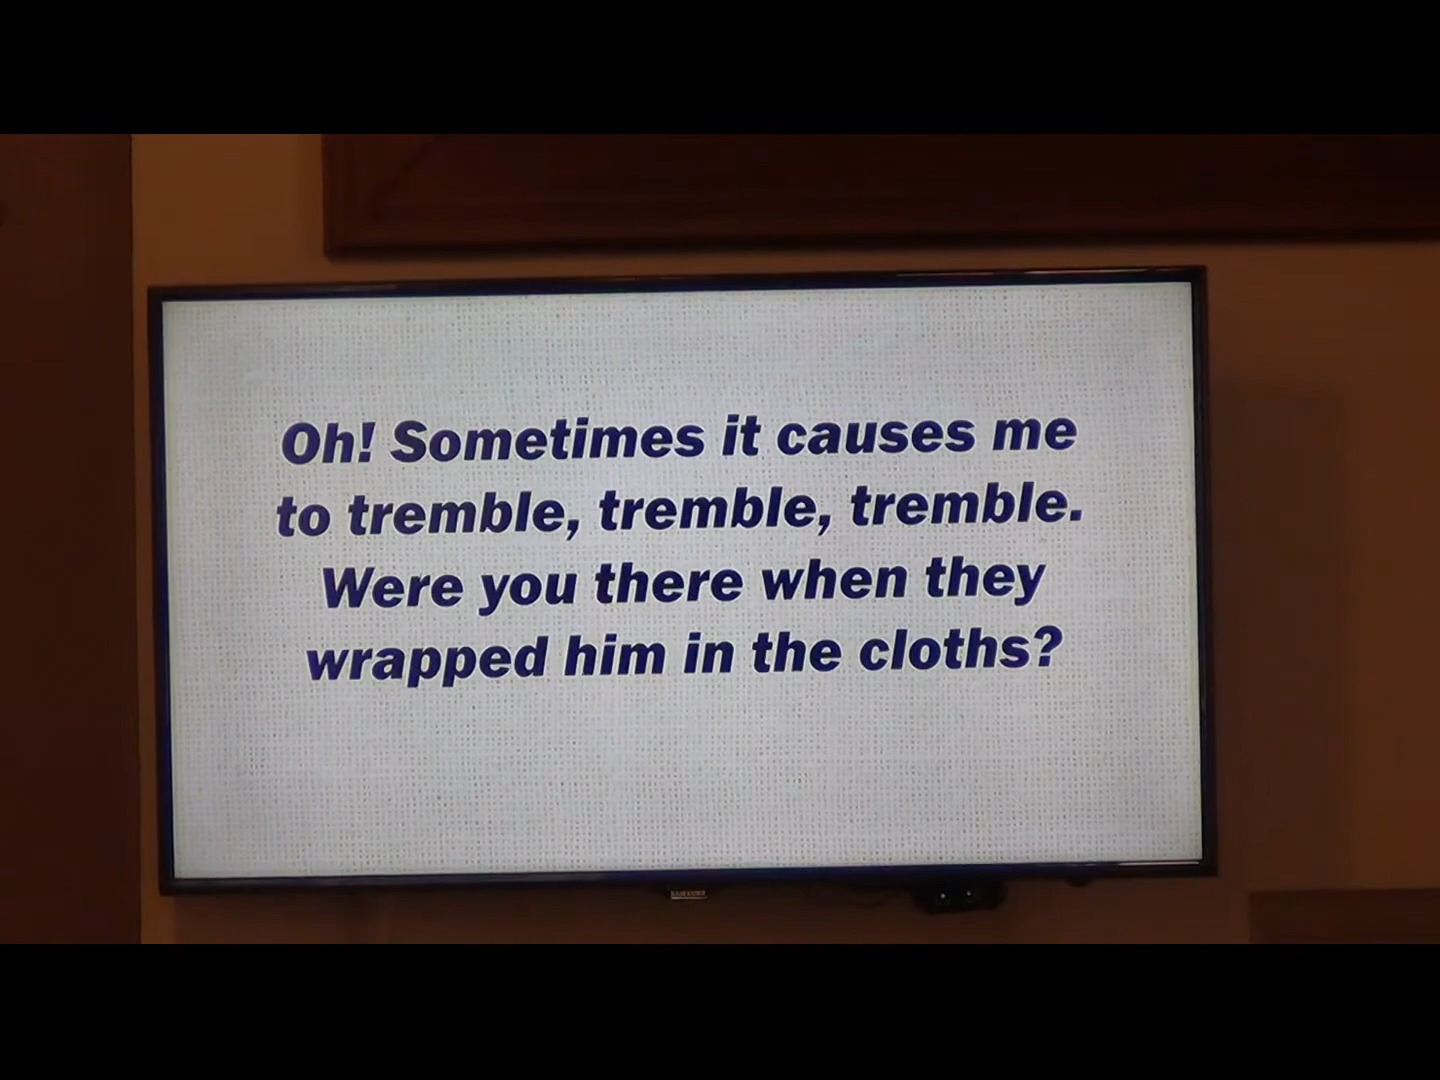 Oh! Sometimes it causes me
to tremble, tremble, tremble.
Were you there when they
wrapped him in the cloths?
SAMSUNG